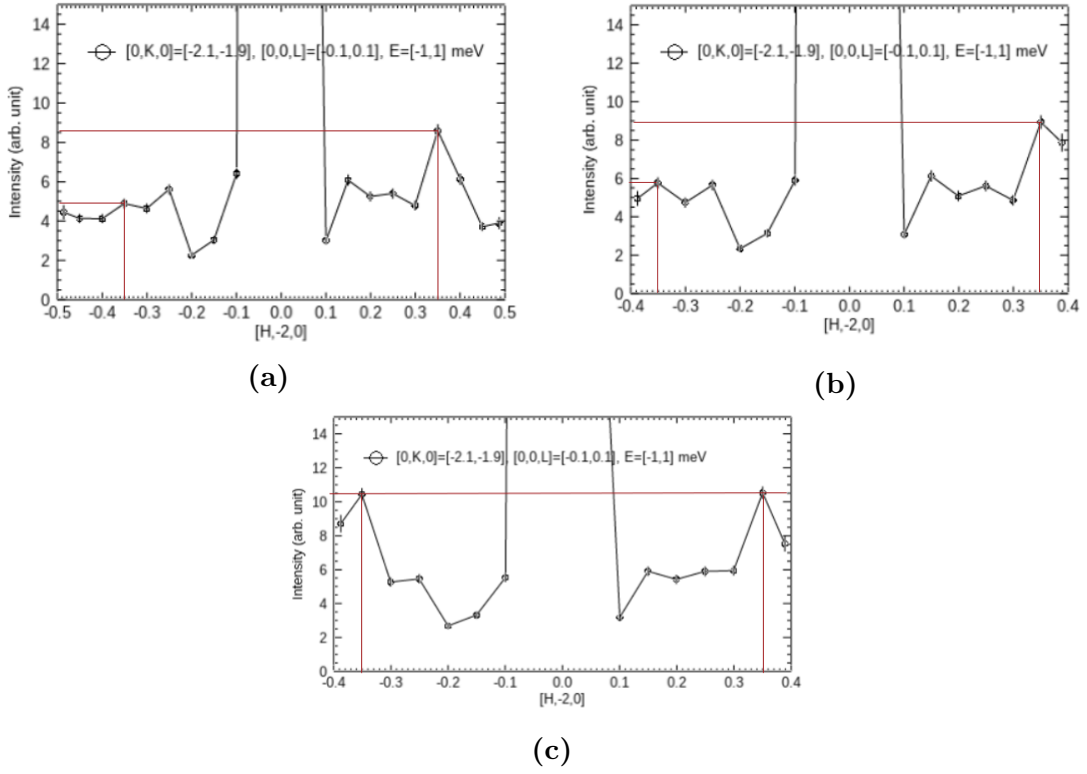 14
12
10
8
6
4
2
0
Intensity (arb. unit)
[0,K,0]=[-2.1,-1.9], [0,0,L]=[-0.1,0.1], E=[-1,1] meV
-0.5 -0.4 -0.3 -0.2 -0.1 0.0 0.1 0.2 0.3 0.4 0.5
[H,-2,0]
(a)
14
12
10
8
6
4
2
0
Intensity (arb. unit)
[0,K,0]=[-2.1,-1.9], [0,0,L]=[-0.1,0.1], E=[-1,1] meV
-0.4 -0.3 -0.2 -0.1 0.0 0.1 0.2 0.3 0.4
[H,-2,0]
(b)
14
12
10
8
6
4
2
0
Intensity (arb. unit)
[0,K,0]=[-2.1,-1.9], [0,0,L]=[-0.1,0.1], E=[-1,1] meV
-0.4 -0.3 -0.2 -0.1 0.0 0.1 0.2 0.3 0.4
[H,-2,0]
(c)